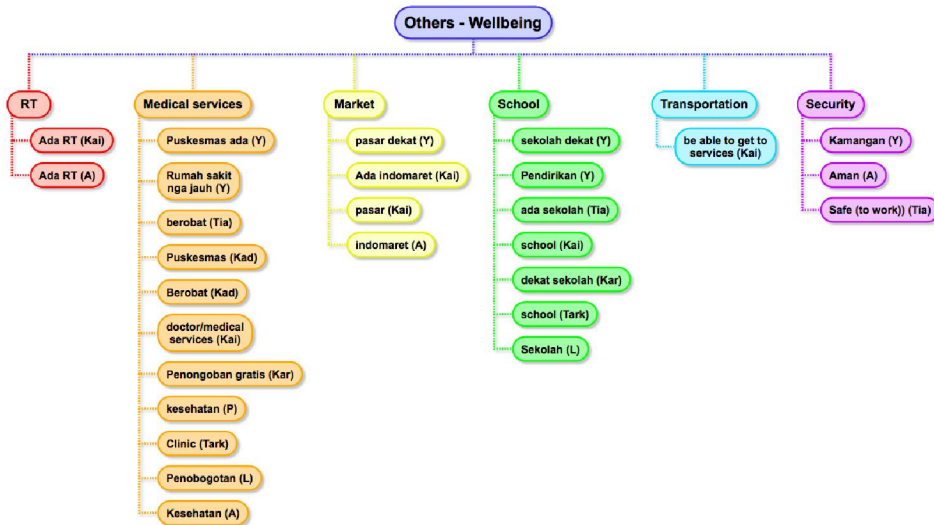 Others - Wellbeing
RT
Ada RT (Kai)
Ada RT (A)
Medical services
Puskesmas ada (Y)
Rumah sakit
nga jauh (Y)
berobat (Tia)
Puskesmas (Kad)
Berobat (Kad)
doctor/medical
services (Kai)
Penongoban gratis (Kar)
kesehatan (P)
Clinic (Tark)
Penobogotan (L)
Kesehatan (A)
Market
pasar dekat (Y)
Ada indomaret (Kai)
pasar (Kai)
indomaret (A)
School
sekolah dekat (Y)
Pendirikan (Y)
ada sekolah (Tia)
school (Kai)
dekat sekolah (Kar)
school (Tark)
Sekolah (L)
Transportation
be able to get to
services (Kai)
Security
Kamangan (Y)
Aman (A)
Safe (to work)) (Tia)